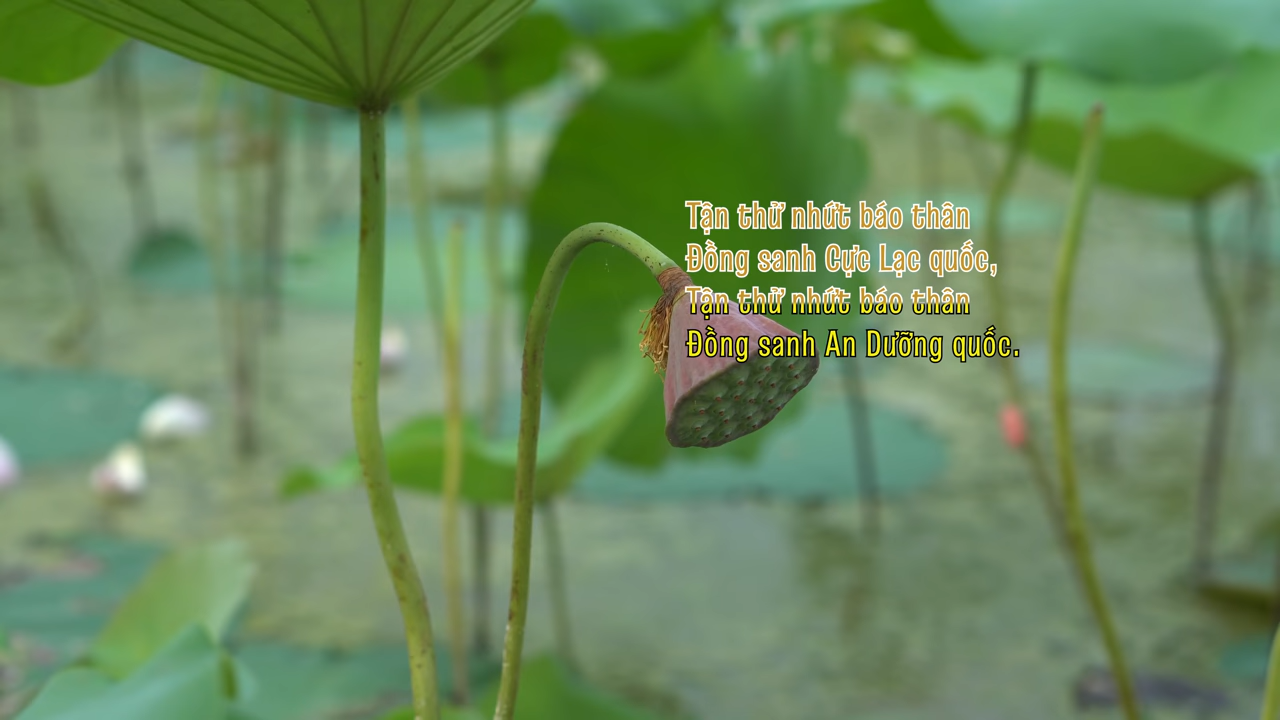 Tận thử nhứt báo thân
Đồng sanh Cực Lạc quốc,
Tận thử nhứt báo thân
Đồng sanh An Dưỡng quốc.